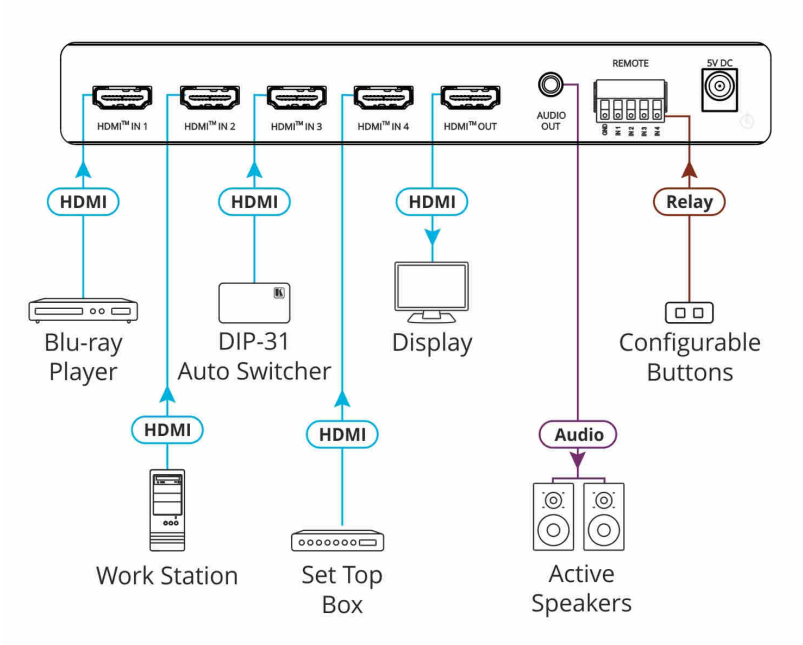 REMOTE
5V DC
HDMI™ IN 1
HDMI™ IN 2
HDMI™ IN 3
HDMI™ IN 4
HDMI™ OUT
AUDIO
OUT
GND
IN 1
IN 2
IN 3
IN 4
HDMI
HDMI
HDMI
Relay
K
Blu-ray
Player
DIP-31
Auto Switcher
Display
Configurable
Buttons
HDMI
HDMI
Audio
Work Station
Set Top
Box
Active
Speakers